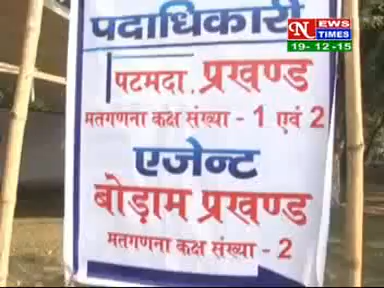 NEWS
TIMES
19-12-15
पदाधिकारी
पटमदा, प्रखण्ड
मतगणना कक्ष संख्या - 1 एवं 2
एजेन्ट
बोड़ाम प्रखण्ड
मतगणना कक्ष संख्या - 2